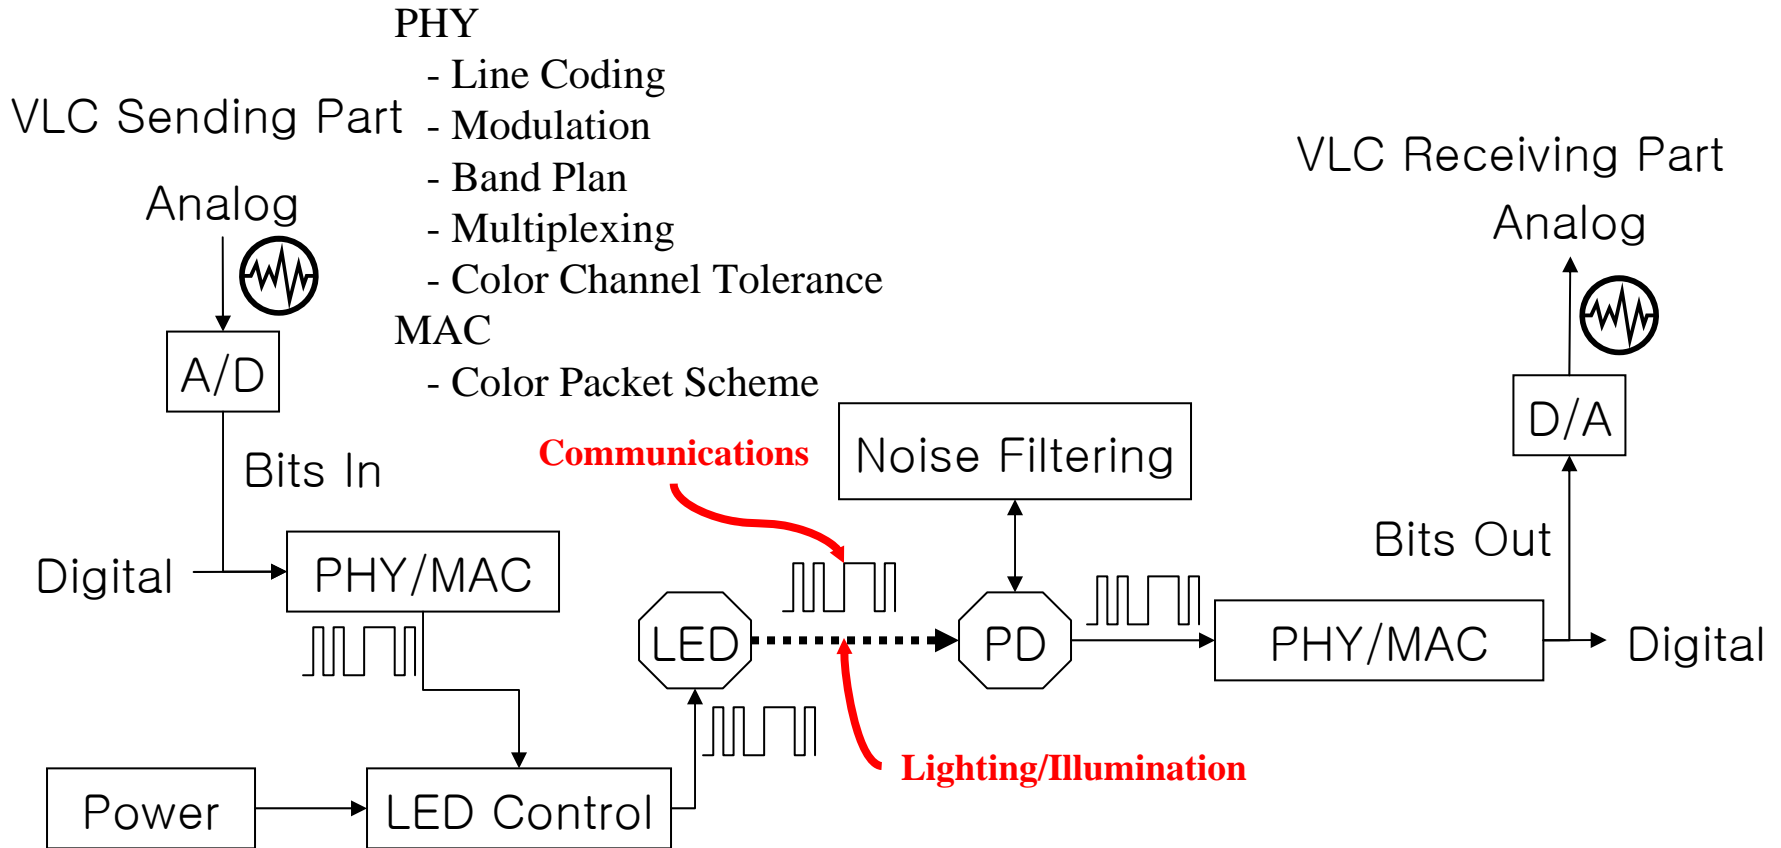 PHY
- Line Coding
VLC Sending Part
- Modulation
VLC Receiving Part
- Band Plan
Analog
- Multiplexing
Analog
- Color Channel Tolerance
MAC
A/D
- Color Packet Scheme
D/A
Communications
Noise Filtering
Bits In
Bits Out
Digital
PHY/MAC
LED
PD
PHY/MAC
Digital
Lighting/Illumination
Power
LED Control